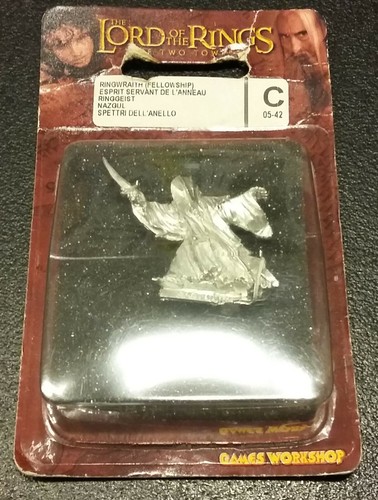 THE
LORD OF THE RINGS
THE TWO TOWERS
RINGWRAITH (FELLOWSHIP)
ESPRIT SERVANT DE L'ANNEAU
RINGGEIST
NAZGUL
SPETTRI DELL'ANELLO
C
05-42
GAMES WORKSHOP